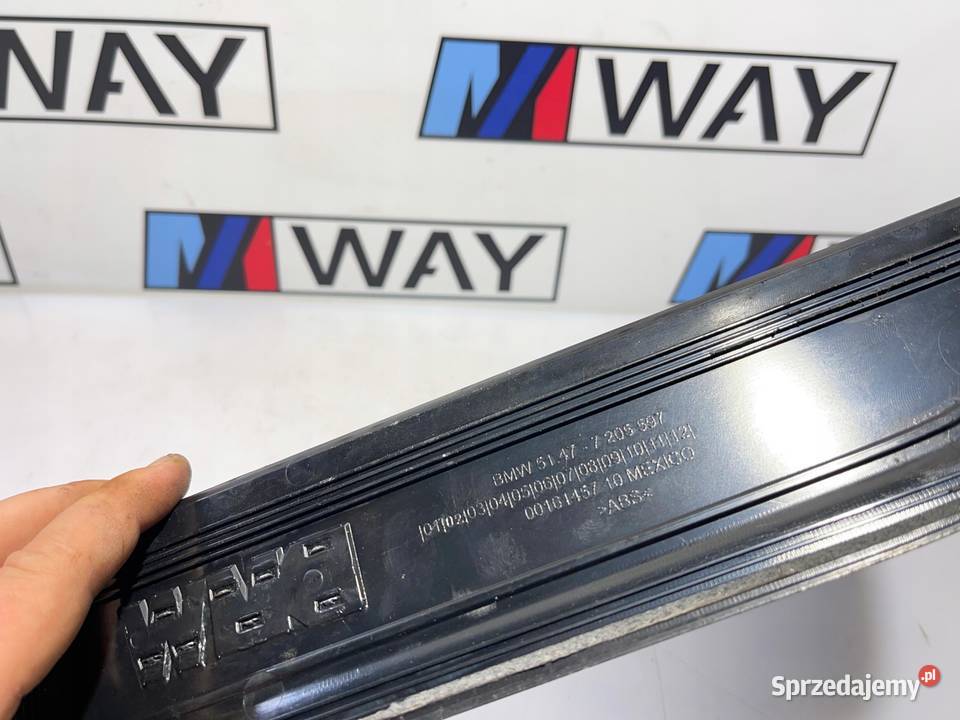 WAY
M WAY
M WAY
BMW 51 47 - 7 205 597
|01|02|03|04|05|06|07|08|09|10|11|12|
00161457 10 MEXICO
>ABS<
Sprzedajemy.pl